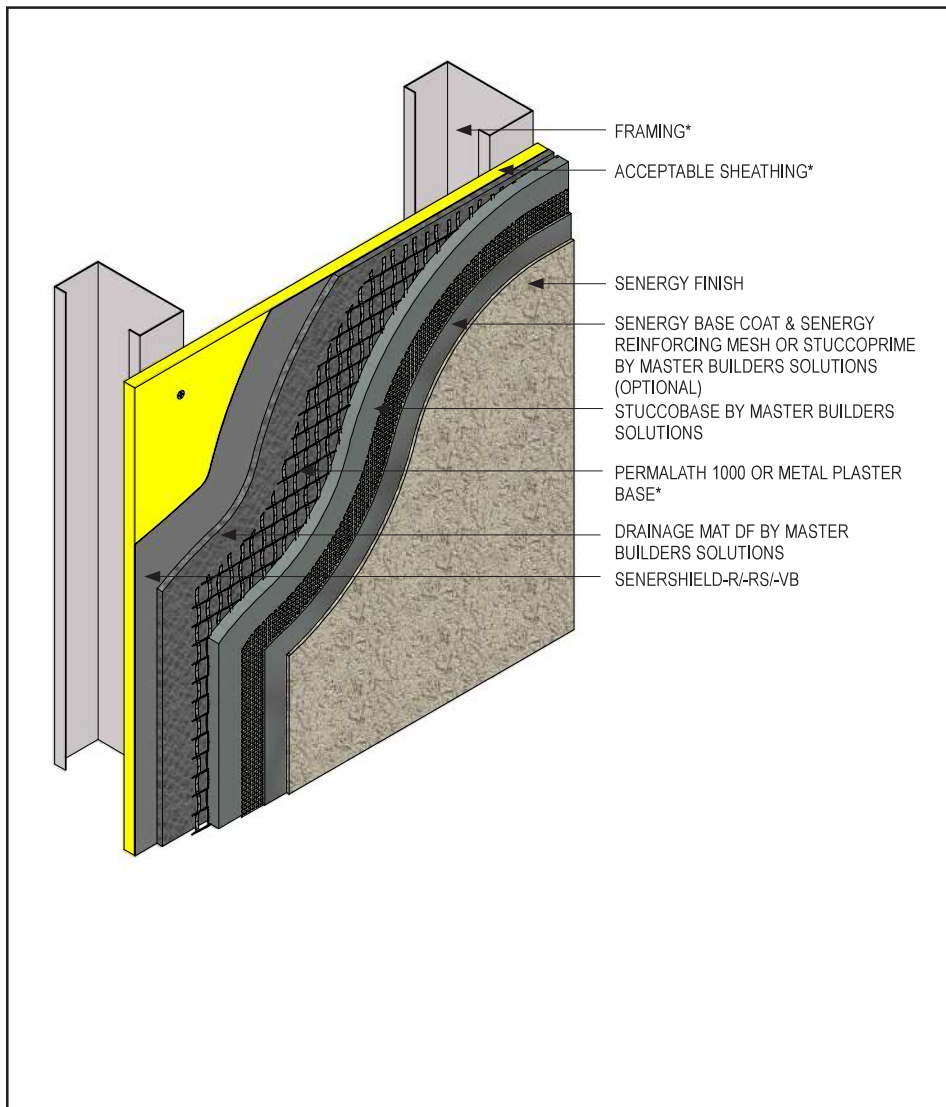 FRAMING*
ACCEPTABLE SHEATHING*
SENERGY FINISH
SENERGY BASE COAT & SENERGY
REINFORCING MESH OR STUCCOPRIME
BY MASTER BUILDERS SOLUTIONS
(OPTIONAL)
STUCCOBASE BY MASTER BUILDERS
SOLUTIONS
PERMALATH 1000 OR METAL PLASTER
BASE*
DRAINAGE MAT DF BY MASTER
BUILDERS SOLUTIONS
SENERSHIELD-R/-RS/-VB